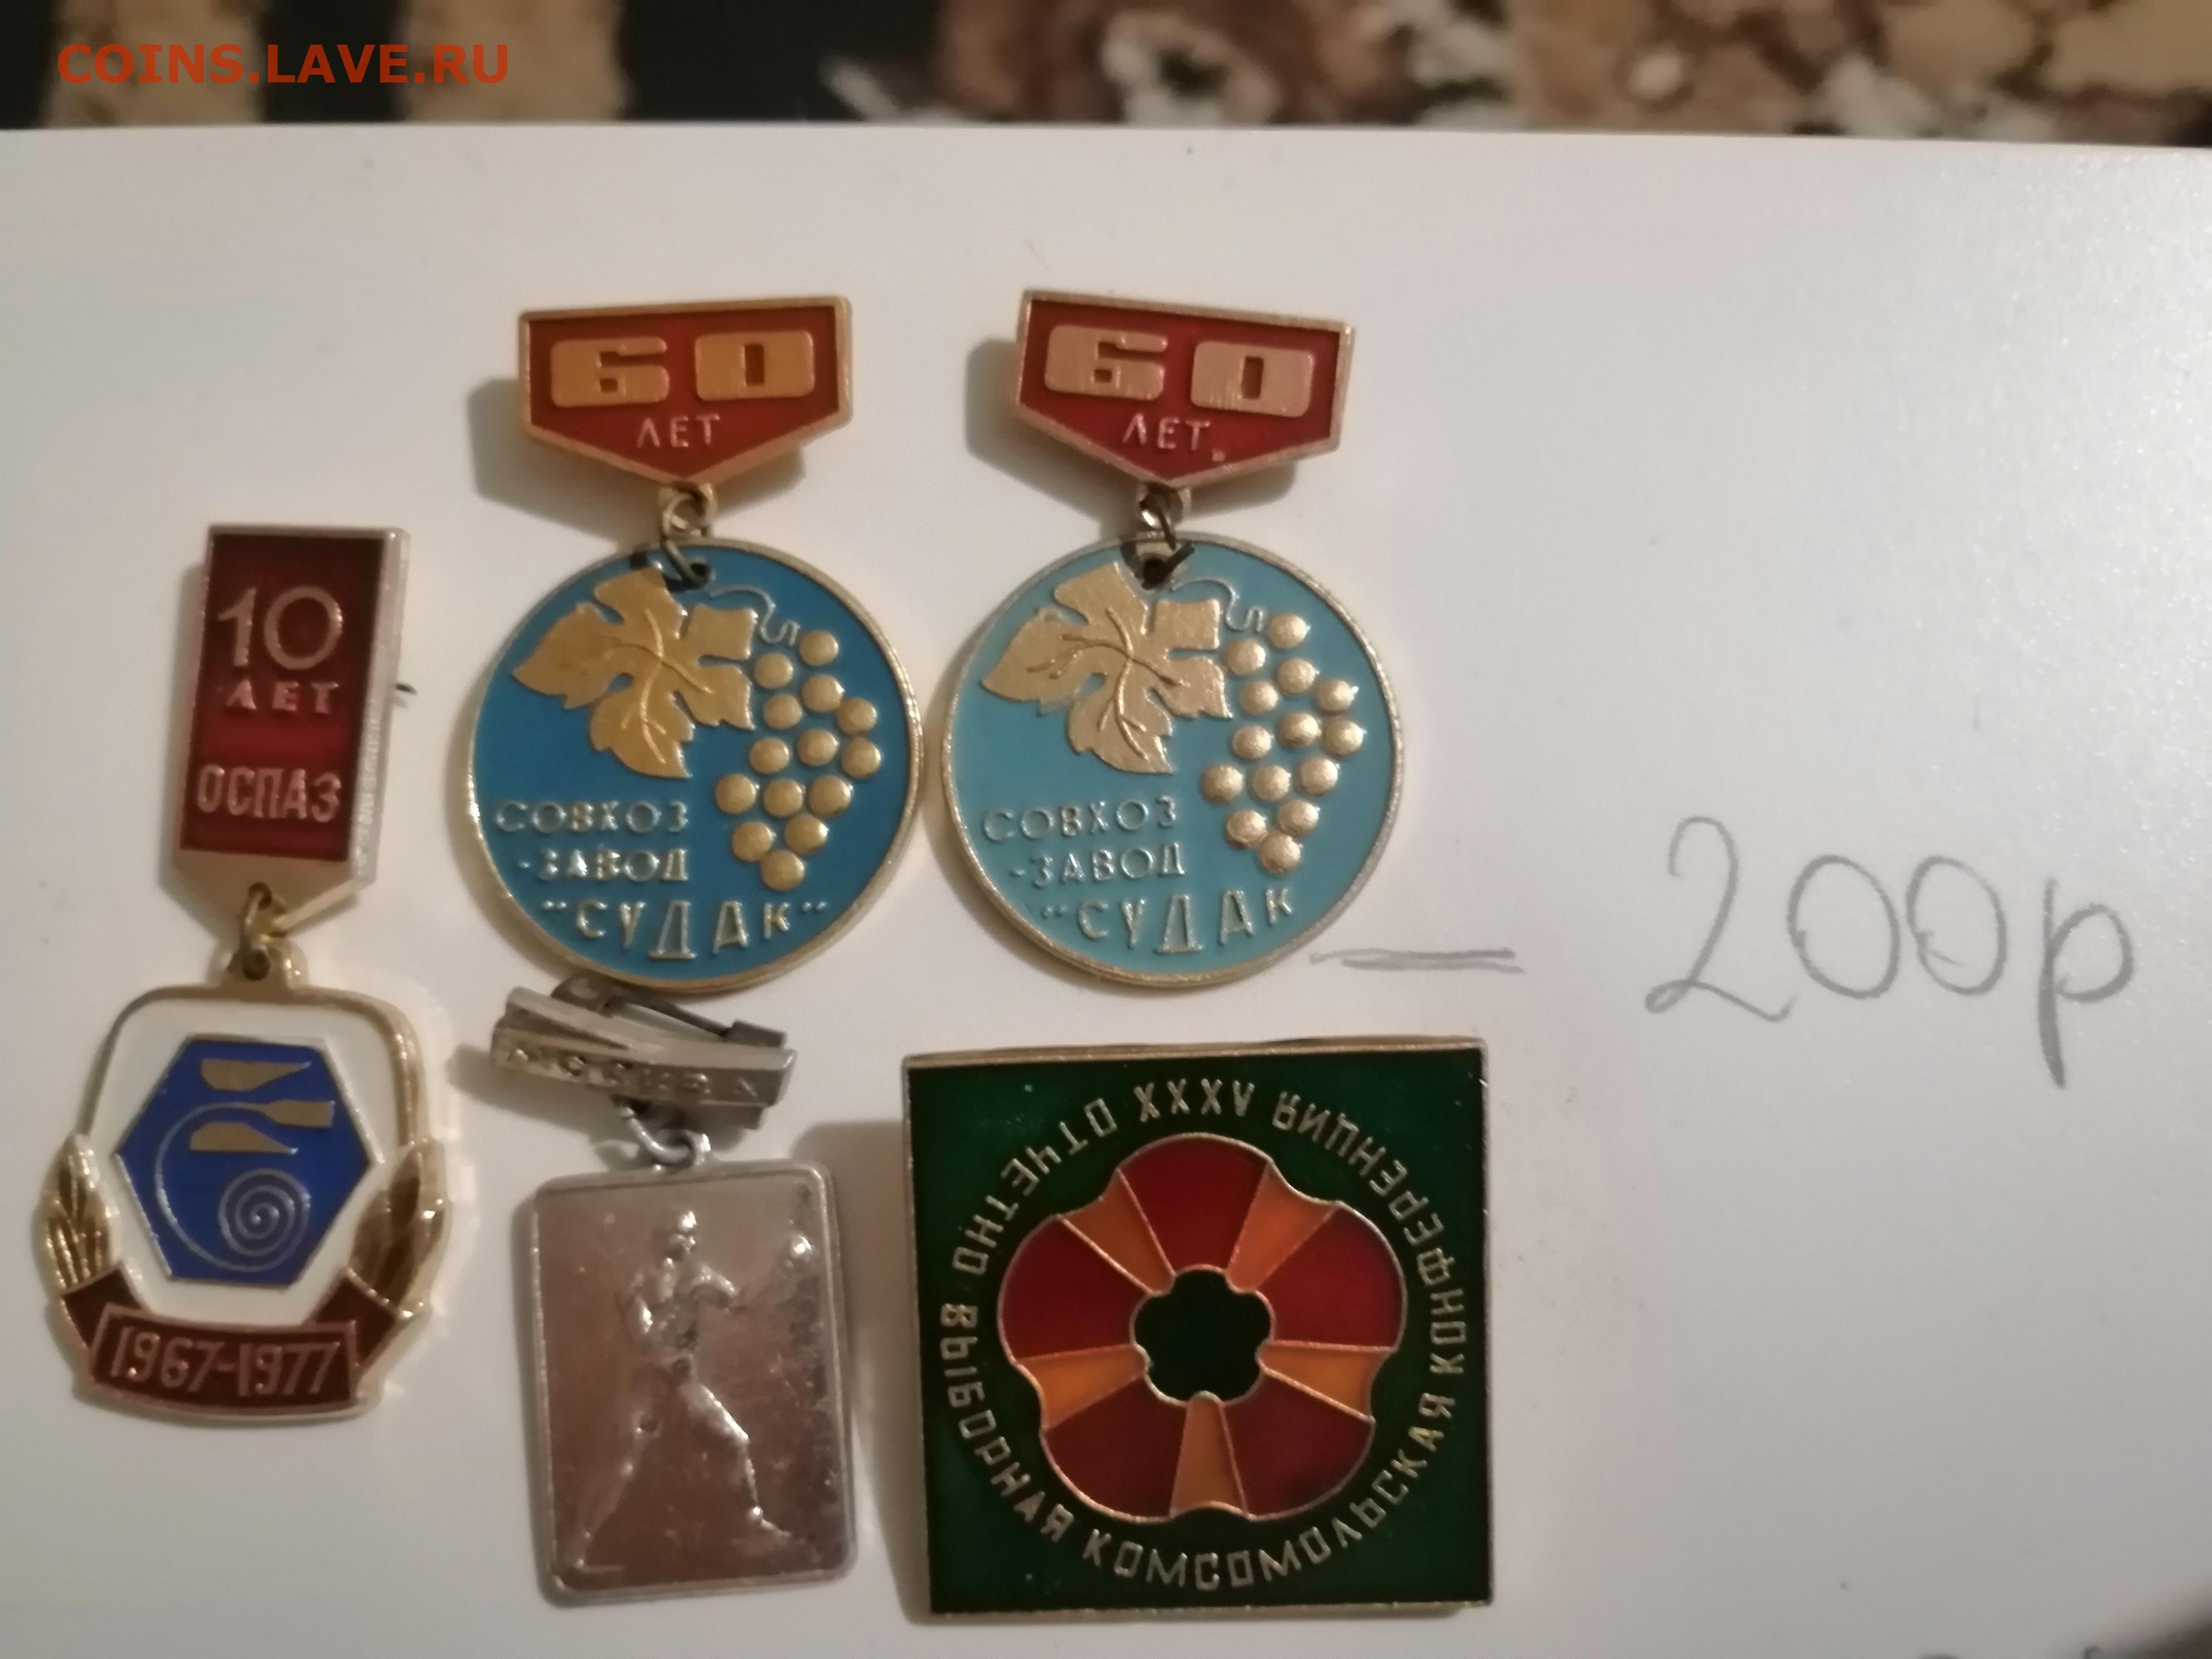 COINS.LAVE.RU
60
ЛЕТ
СОВХОЗ
-ЗАВОД
"СУДАК"
60
ЛЕТ
СОВХОЗ
-ЗАВОД
"СУДАК
200р
10
ЛЕТ
ОСПАЗ
1967-1977
МОСКВА
XXXV ОТЧЕТНО ВЫБОРНАЯ КОМСОМОЛЬСКАЯ КОНФЕРЕНЦИЯ